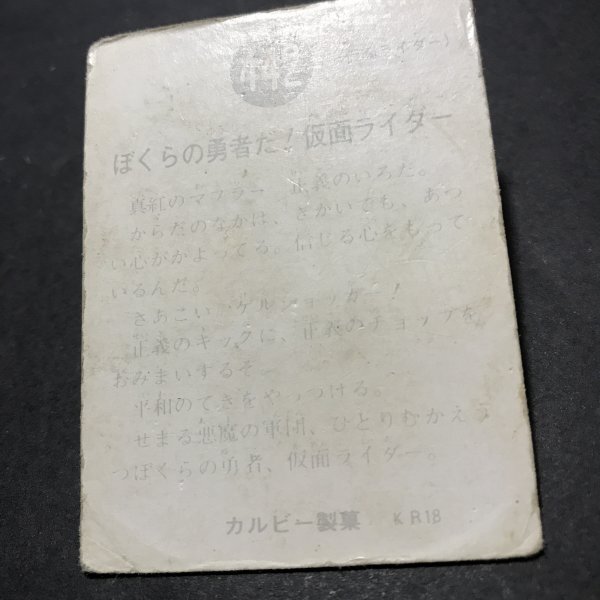 442
ライダー)
ぼくらの勇者だ！仮面ライダー
真紅のマフラー　正義のいろだ。
からだのなかは、きかいでも、あつ
い心がかよってる。信じる心をもって
いるんだ。
さあこい　ゲルショッカー！
正義のキックに、正義のチョップを
おみまいするぞ
平和のてきをやっつける。
せまる悪魔の軍団、ひとりむかえう
つぼくらの勇者、仮面ライダー。
カルビー製菓　KR18